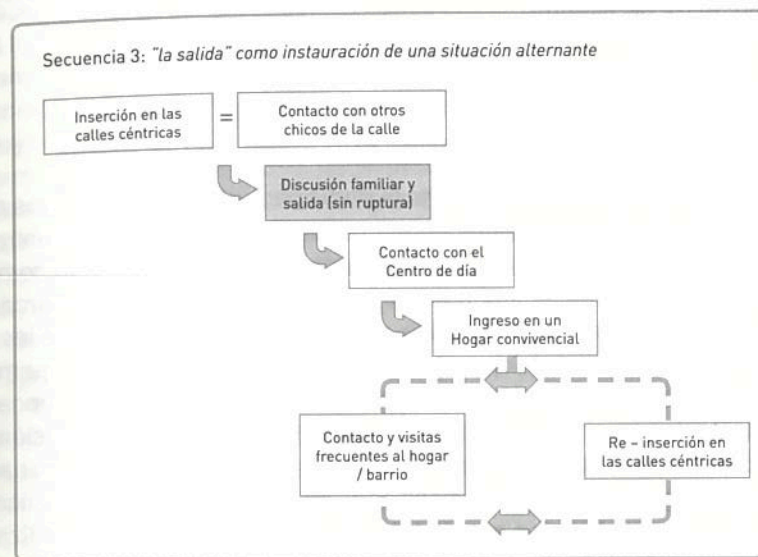 Secuencia 3: "la salida" como instauración de una situación alternante
Inserción en las
calles céntricas
=
Contacto con otros
chicos de la calle
Discusión familiar y
salida (sin ruptura)
Contacto con el
Centro de día
Ingreso en un
Hogar convivencial
Contacto y visitas
frecuentes al hogar
/ barrio
Re – inserción en
las calles céntricas